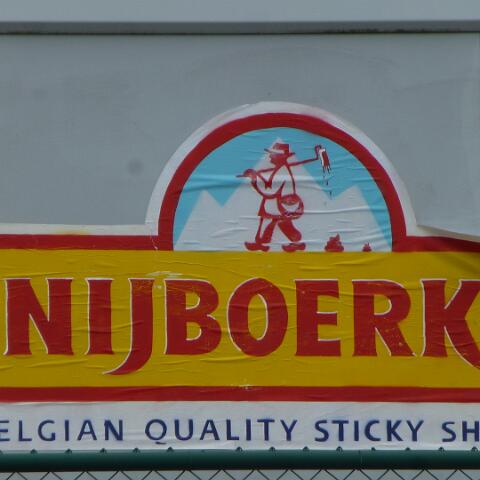 NIJBOERK
ELGIAN QUALITY STICKY SH